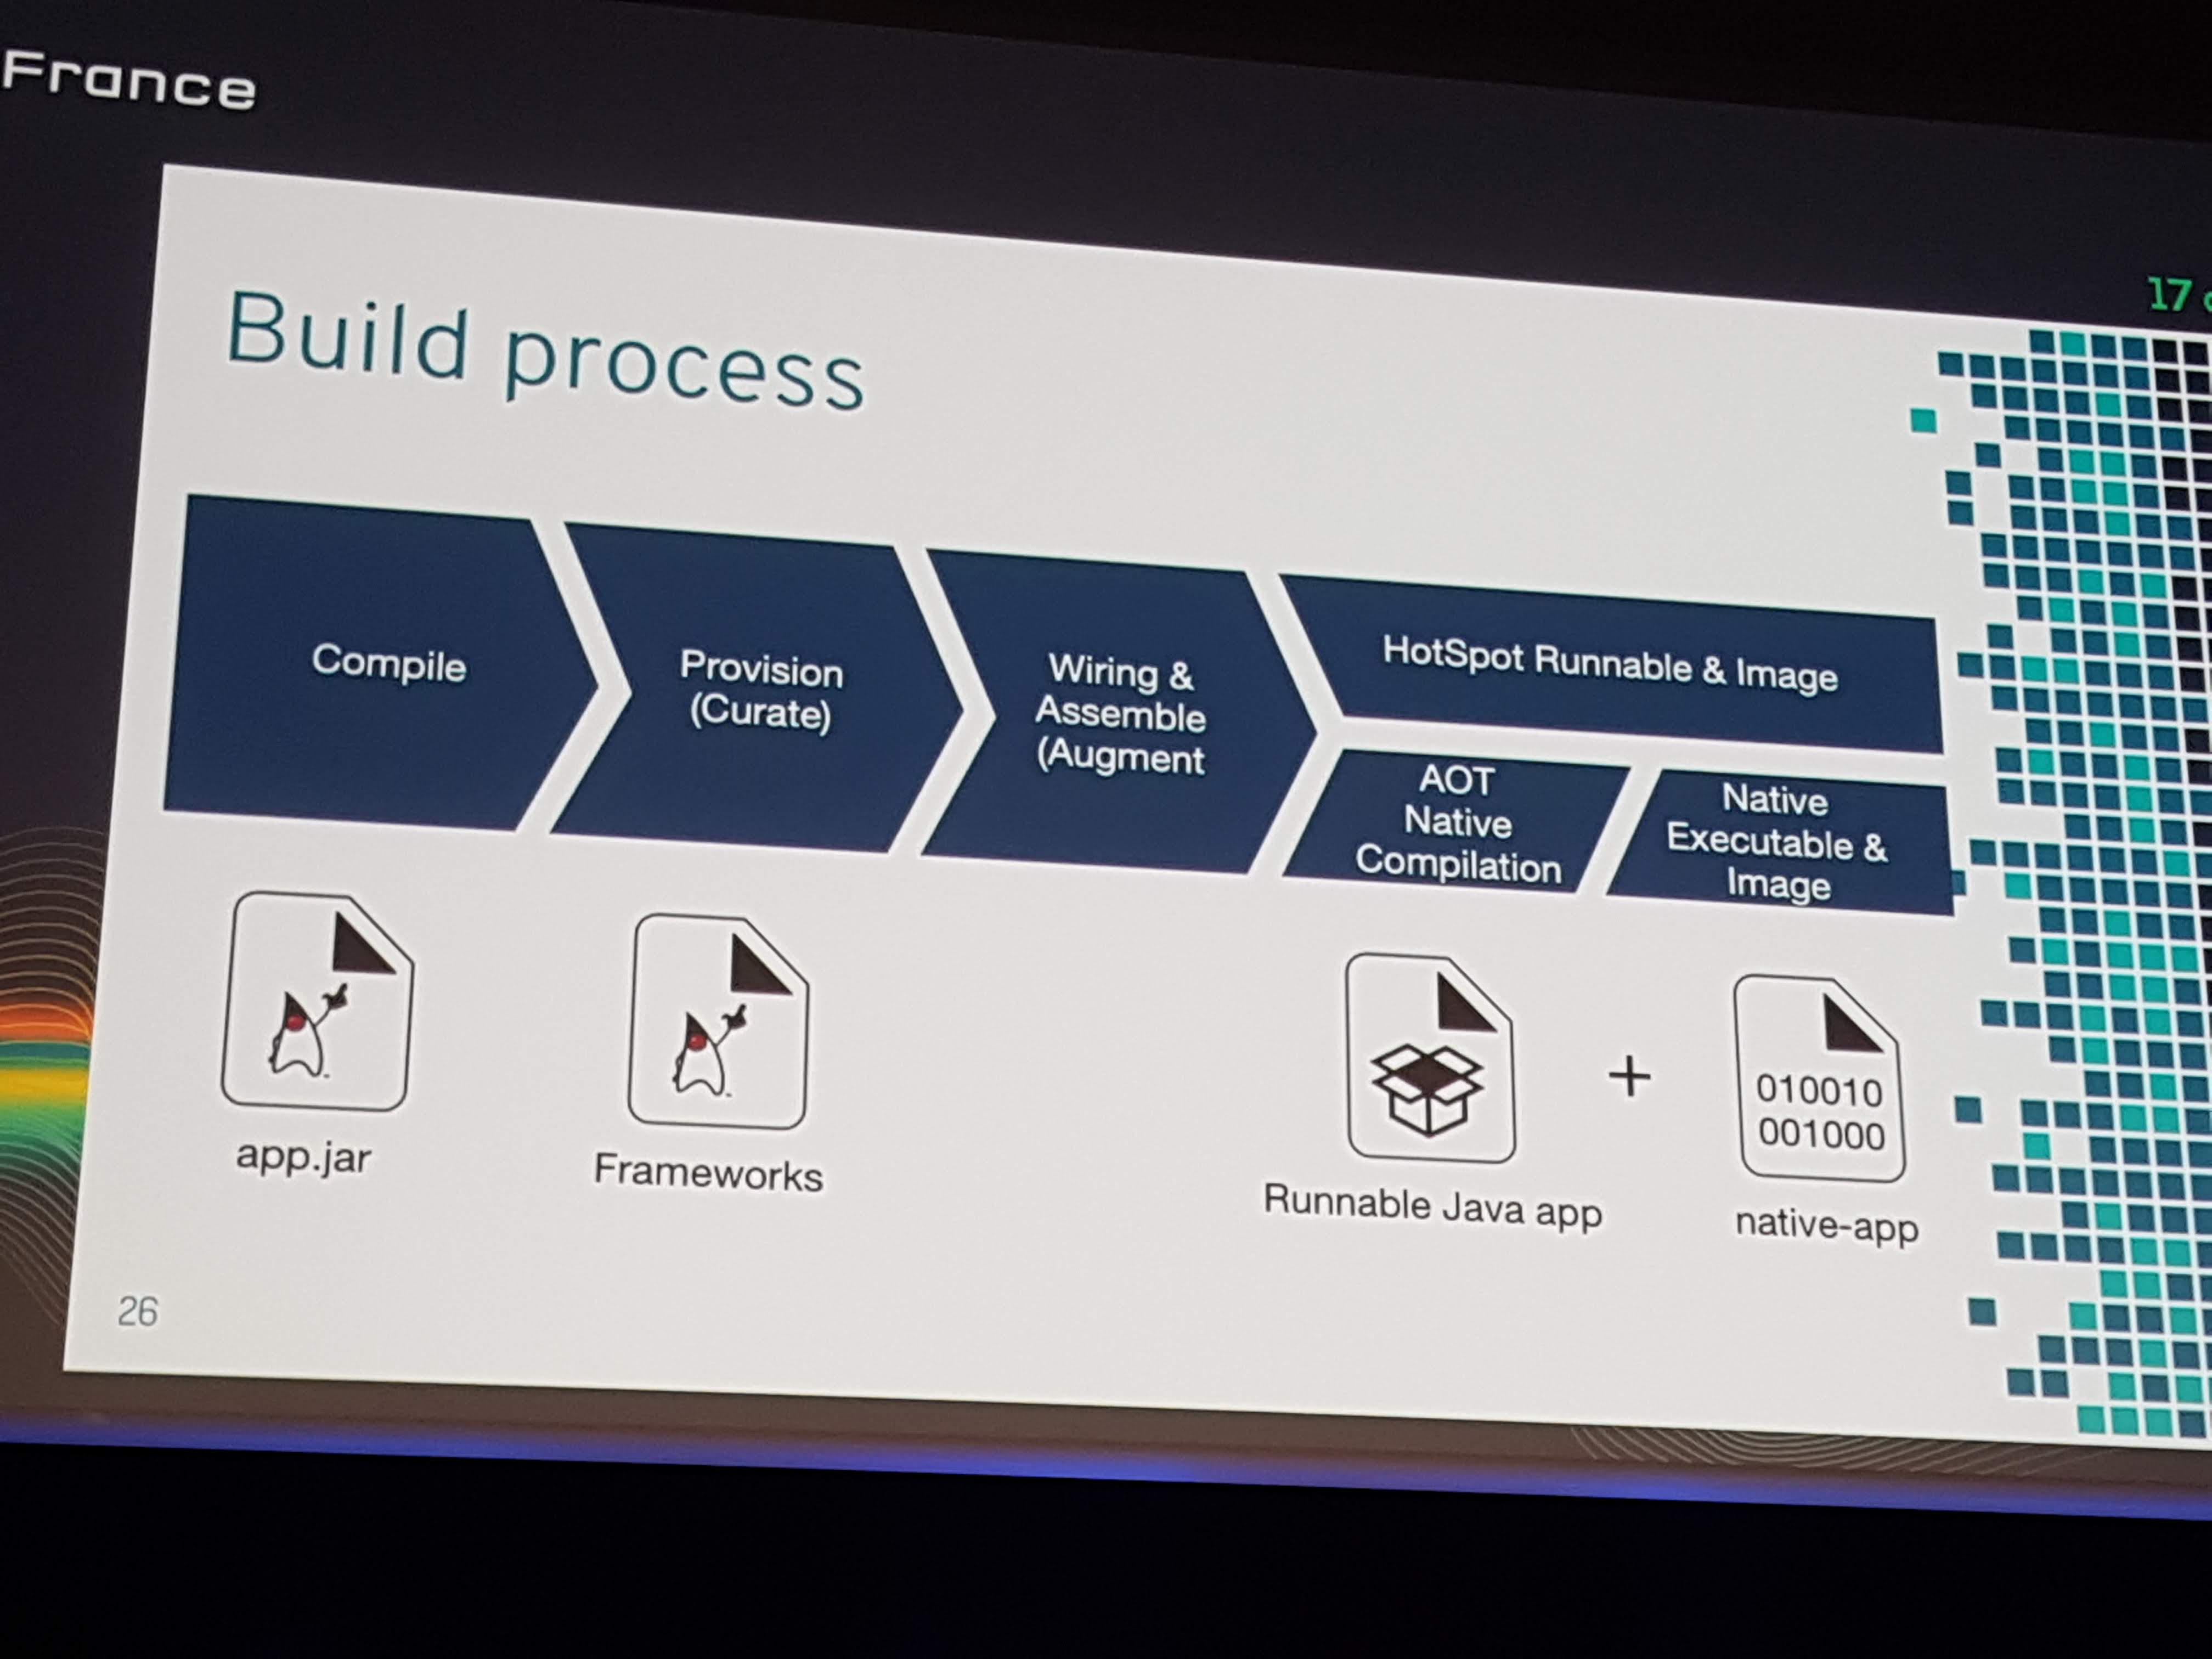 France
17
Build process
Compile
Provision
(Curate)
Wiring &
Assemble
(Augment
HotSpot Runnable & Image
AOT
Native
Compilation
Native
Executable &
Image
app.jar
Frameworks
Runnable Java app
+
010010
001000
native-app
26